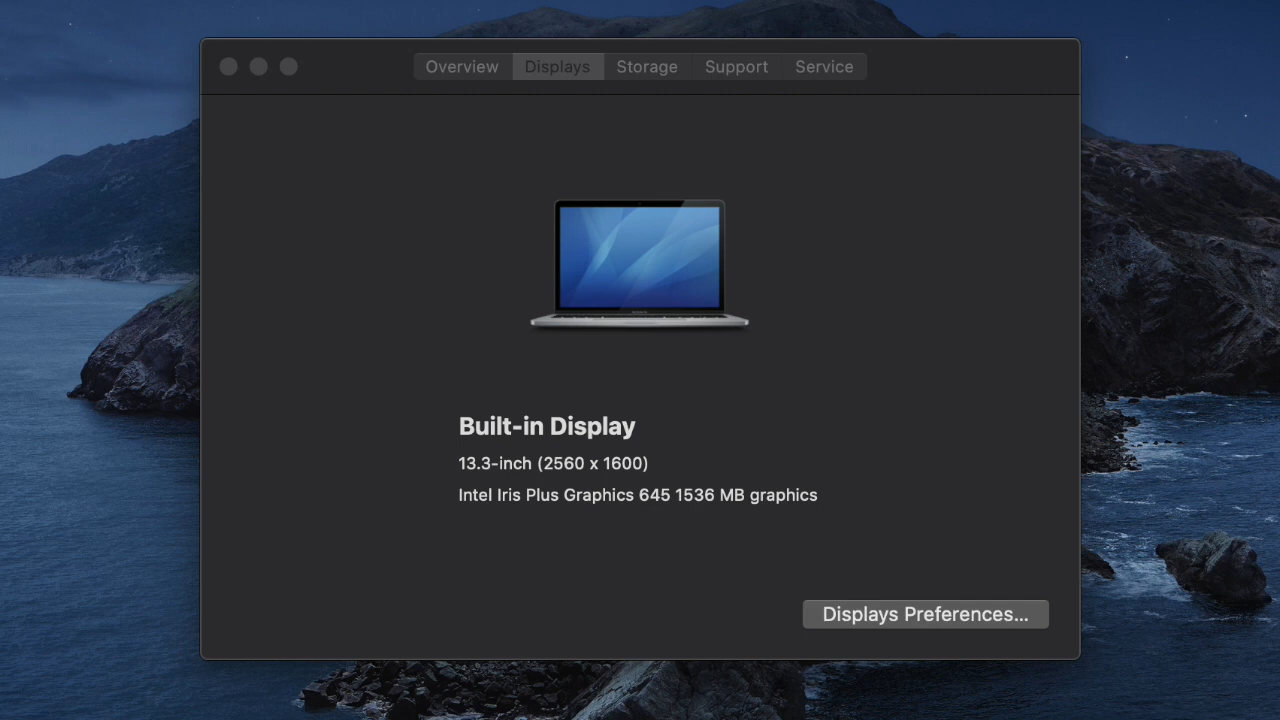 Overview Displays Storage Support Service
Built-in Display
13.3-inch (2560 x 1600)
Intel Iris Plus Graphics 645 1536 MB graphics
Displays Preferences...